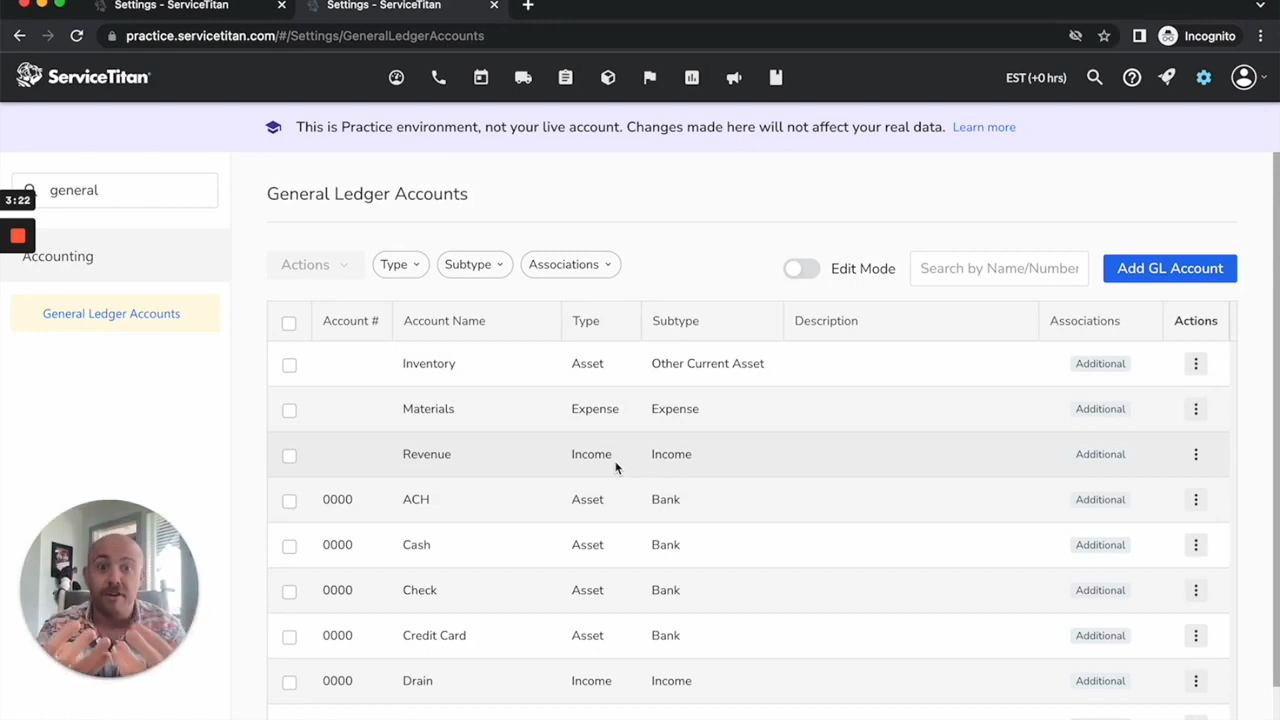 Settings - ServiceTitan
Settings - ServiceTitan
practice.servicetitan.com/#/Settings/GeneralLedgerAccounts
Incognito
ServiceTitan
EST (+0 hrs)
This is Practice environment, not your live account. Changes made here will not affect your real data. Learn more
general
3:22
Accounting
General Ledger Accounts
General Ledger Accounts
Actions Type Subtype Associations Edit Mode Search by Name/Number Add GL Account
Account # Account Name Type Subtype Description Associations Actions
Inventory Asset Other Current Asset Additional
Materials Expense Expense Additional
Revenue Income Income Additional
0000 ACH Asset Bank Additional
0000 Cash Asset Bank Additional
0000 Check Asset Bank Additional
0000 Credit Card Asset Bank Additional
0000 Drain Income Income Additional